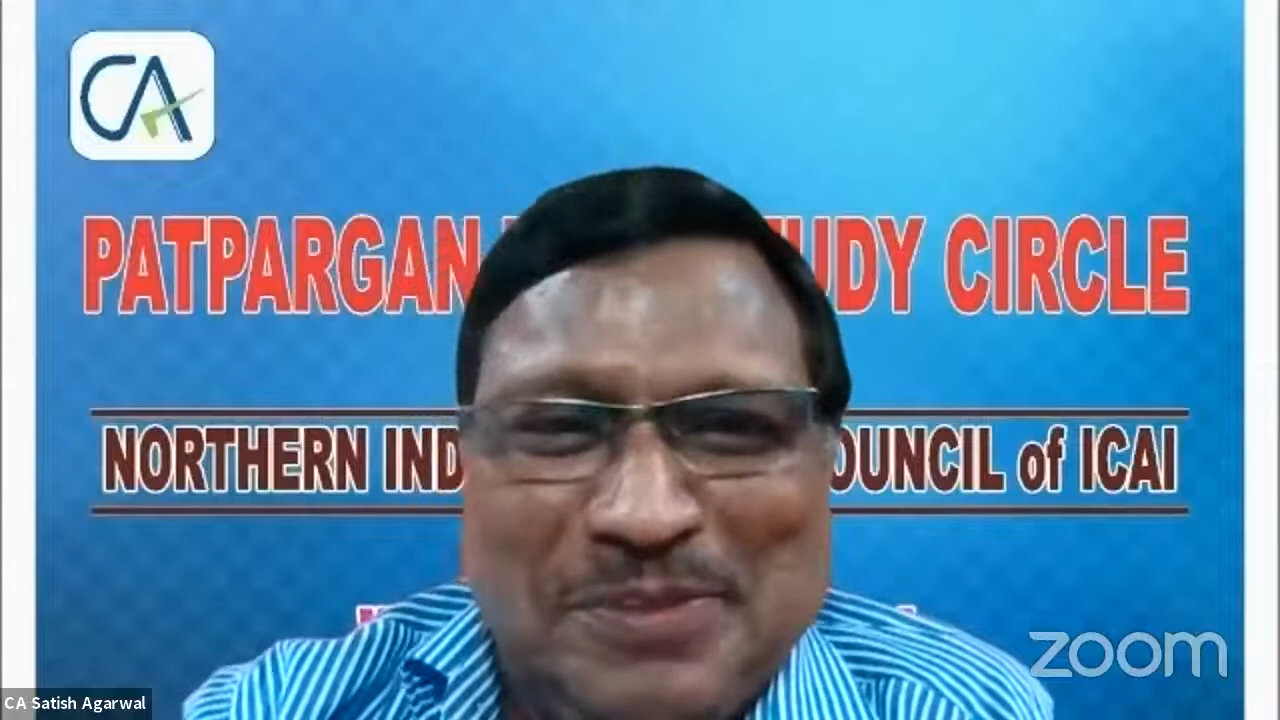 CA
PATPARGAN UDY CIRCLE
NORTHERN IND OUNCIL of ICAI
zoom
CA Satish Agarwal